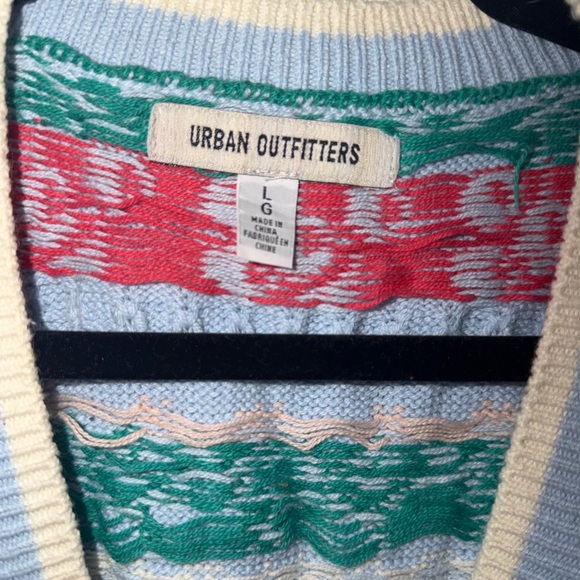 URBAN OUTFITTERS
L
G
MADE IN
CHINA
FABRIQUÉ EN
CHINE